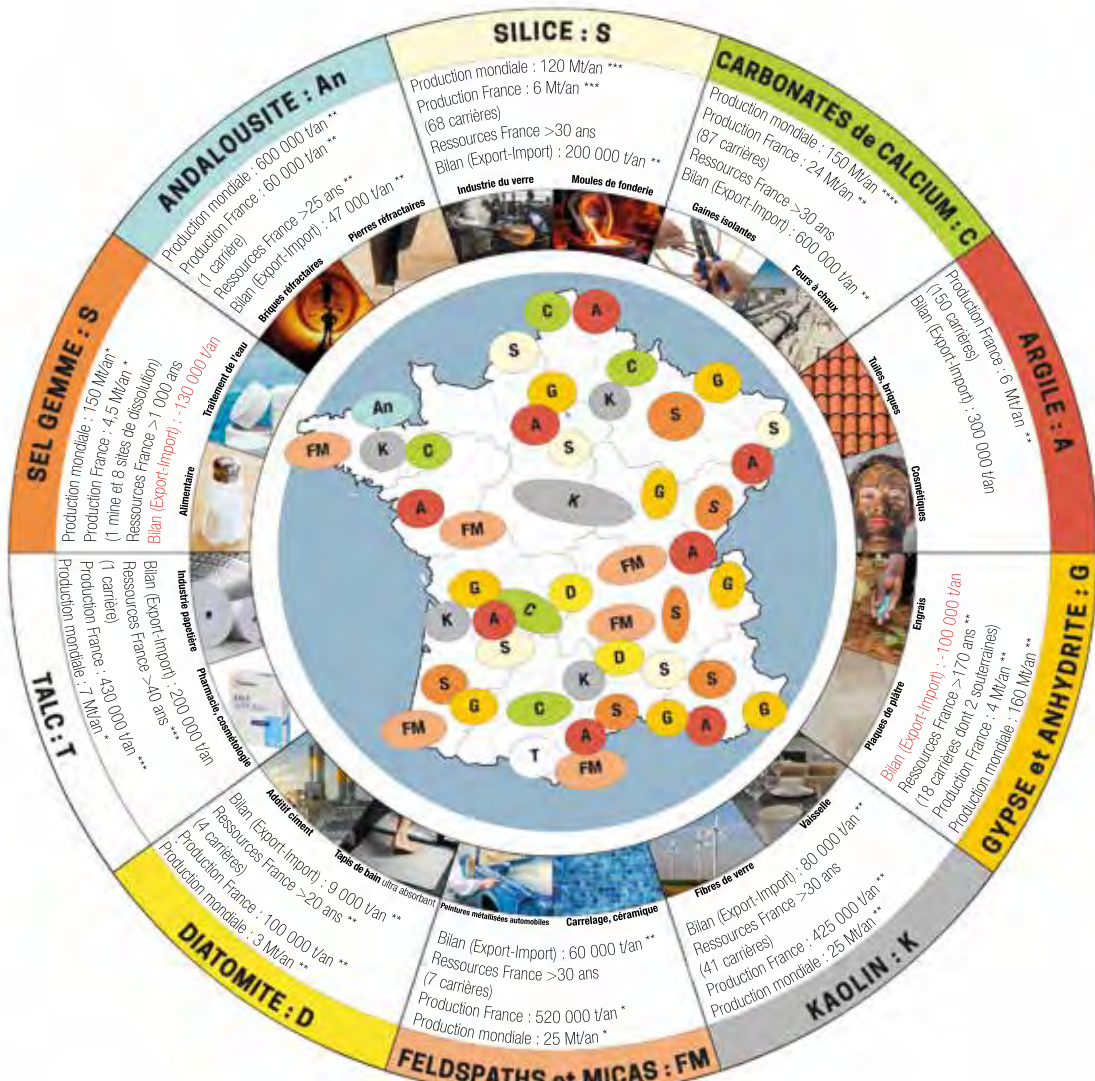 SILICE : S
Production mondiale : 120 Mt/an ***
Production France : 6 Mt/an ***
(68 carrières)
Ressources France >30 ans
Bilan (Export-Import) : 200 000 t/an **
Industrie du verre
Moules de fonderie
CARBONATES de CALCIUM : C
Production mondiale : 150 Mt/an ****
Production France : 24 Mt/an **
(87 carrières)
Ressources France >30 ans
Bilan (Export-Import) : 600 000 t/an **
Gaines isolantes
Fours à chaux
ARGILE : A
Production France : 6 Mt/an **
(150 carrières)
Bilan (Export-Import) : 300 000 t/an
Tuiles, briques
Cosmétiques
GYPSE et ANHYDRITE : G
Bilan (Export-Import) : -100 000 t/an
Ressources France >170 ans **
(18 carrières dont 2 souterraines)
Production France : 4 Mt/an **
Production mondiale : 160 Mt/an **
Engrais
Plaques de plâtre
KAOLIN : K
Bilan (Export-Import) : 80 000 t/an **
Ressources France >30 ans
(41 carrières)
Production France : 425 000 t/an **
Production mondiale : 25 Mt/an **
Vaisselle
Fibres de verre
FELDSPATHS et MICAS : FM
Bilan (Export-Import) : 60 000 t/an **
Ressources France >30 ans
(7 carrières)
Production France : 520 000 t/an *
Production mondiale : 25 Mt/an *
Carrelage, céramique
Peintures métallisées automobiles
DIATOMITE : D
Bilan (Export-Import) : 9 000 t/an **
Ressources France >20 ans **
(4 carrières)
Production France : 100 000 t/an **
Production mondiale : 3 Mt/an **
Tapis de bain ultra absorbant
Additif ciment
TALC : T
Bilan (Export-Import) : 200 000 t/an
Ressources France >40 ans ***
(1 carrière)
Production France : 430 000 t/an ***
Production mondiale : 7 Mt/an *
Pharmacie, cosmétologie
Industrie papetière
SEL GEMME : S
Production mondiale : 150 Mt/an*
Production France : 4,5 Mt/an *
(1 mine et 8 sites de dissolution)
Ressources France > 1 000 ans
Bilan (Export-Import) : -130 000 t/an
Alimentaire
Traitement de l'eau
ANDALOUSITE : An
Production mondiale : 600 000 t/an **
Production France : 60 000 t/an **
(1 carrière)
Ressources France >25 ans **
Bilan (Export-Import) : 47 000 t/an **
Briques réfractaires
Pierres réfractaires
C A
S C
G K G
An S
A S S
FM K C
A
K G S
A FM
FM A
G D G
K A C FM S
S D
K S S
S G C S G A G
FM A
T FM